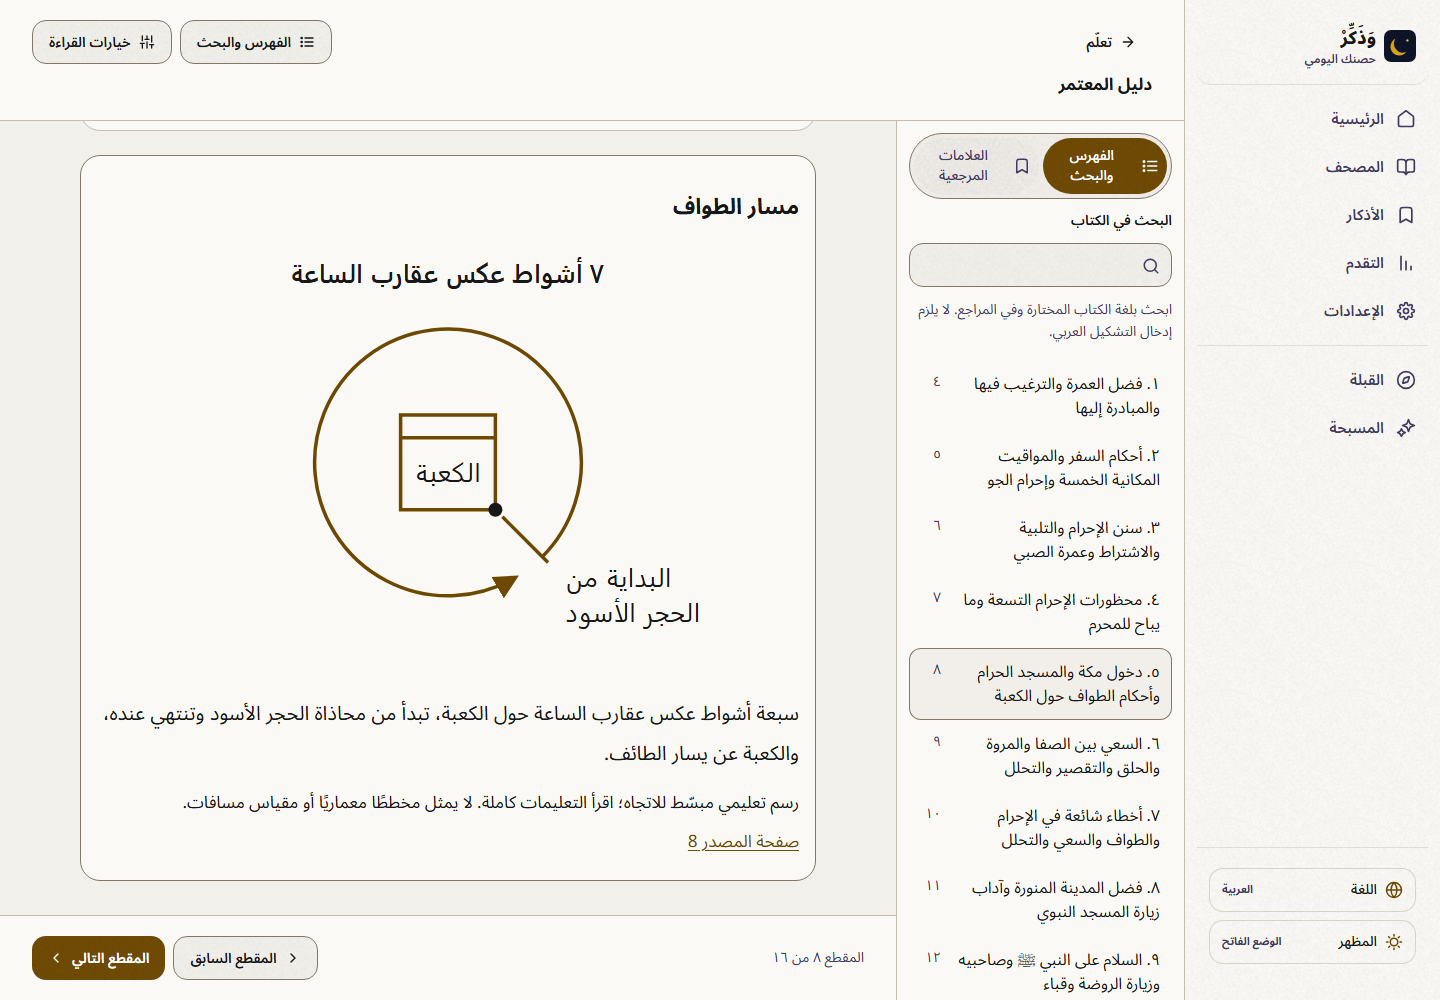 وَذَكِّرْ
حصنك اليومي
الرئيسية
المصحف
الأذكار
التقدم
الإعدادات
القبلة
المسبحة
اللغة
العربية
المظهر
الوضع الفاتح
تعلّم
دليل المعتمر
الفهرس والبحث
خيارات القراءة
الفهرس
والبحث
العلامات
المرجعية
البحث في الكتاب
ابحث بلغة الكتاب المختارة وفي المراجع. لا يلزم
إدخال التشكيل العربي.
١. فضل العمرة والترغيب فيها ٤
والمبادرة إليها
٢. أحكام السفر والمواقيت ٥
المكانية الخمسة وإحرام الجو
٣. سنن الإحرام والتلبية ٦
والاشتراط وعمرة الصبي
٤. محظورات الإحرام التسعة وما ٧
يباح للمحرم
٥. دخول مكة والمسجد الحرام ٨
وأحكام الطواف حول الكعبة
٦. السعي بين الصفا والمروة ٩
والحلق والتقصير والتحلل
٧. أخطاء شائعة في الإحرام ١٠
والطواف والسعي والتحلل
٨. فضل المدينة المنورة وآداب ١١
زيارة المسجد النبوي
٩. السلام على النبي ﷺ وصاحبيه ١٢
وزيارة الروضة وقباء
مسار الطواف
٧ أشواط عكس عقارب الساعة
الكعبة
البداية من
الحجر الأسود
سبعة أشواط عكس عقارب الساعة حول الكعبة، تبدأ من محاذاة الحجر الأسود وتنتهي عنده،
والكعبة عن يسار الطائف.
رسم تعليمي مبسّط للاتجاه؛ اقرأ التعليمات كاملة. لا يمثل مخططًا معماريًا أو مقياس مسافات.
صفحة المصدر 8
المقطع ٨ من ١٦
المقطع السابق
المقطع التالي